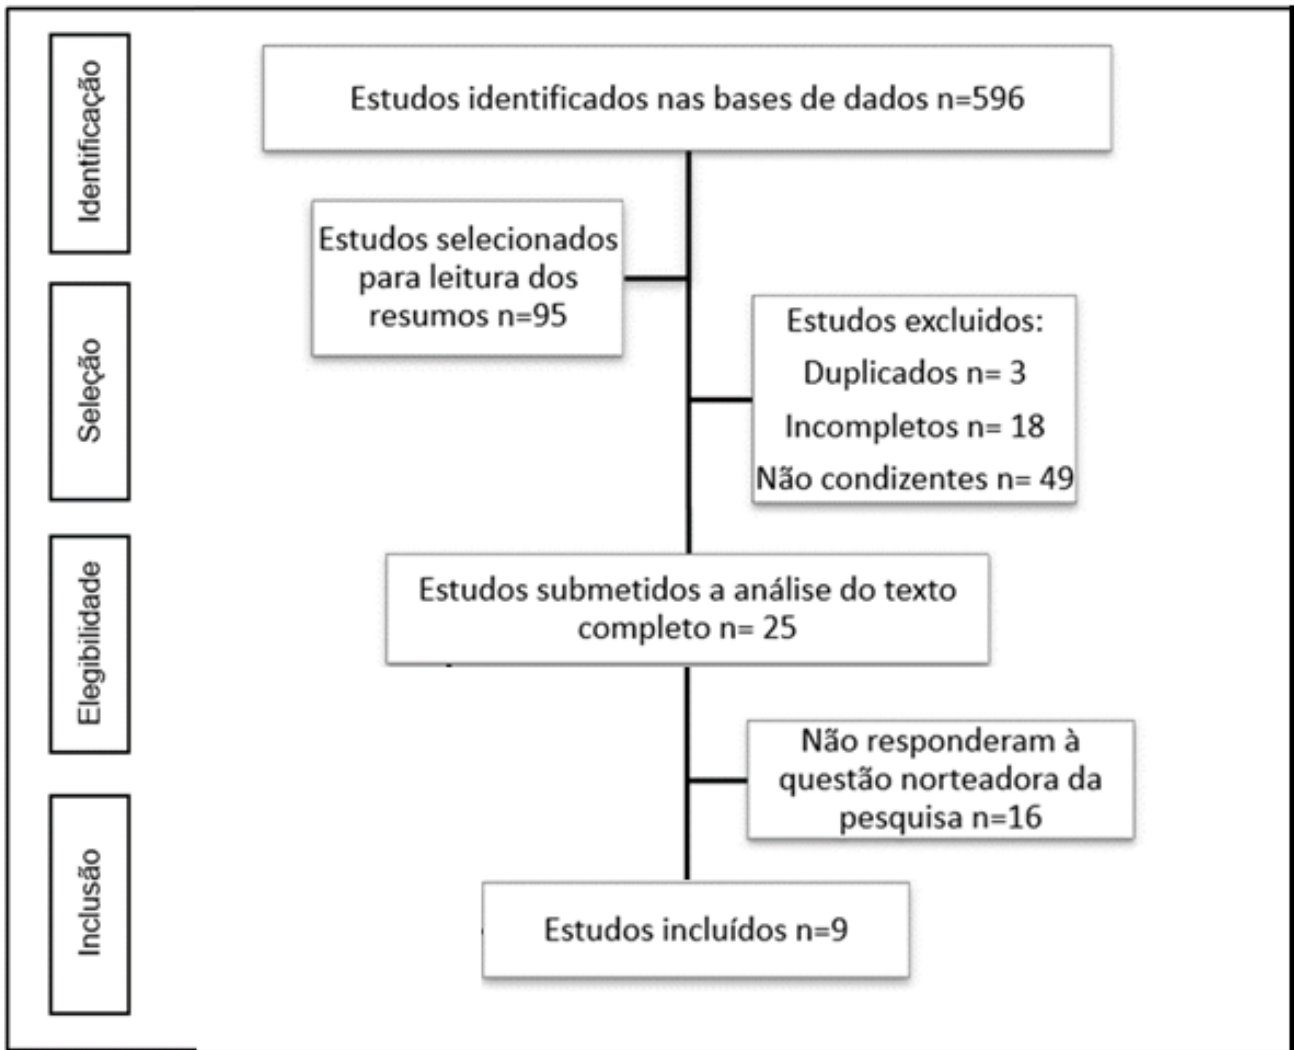 Identificação
Estudos identificados nas bases de dados n=596
Estudos selecionados
para leitura dos
resumos n=95
Seleção
Estudos excluidos:
Duplicados n= 3
Incompletos n= 18
Não condizentes n= 49
Elegibilidade
Estudos submetidos a análise do texto
completo n= 25
Não responderam à
questão norteadora da
pesquisa n=16
Inclusão
Estudos incluídos n=9